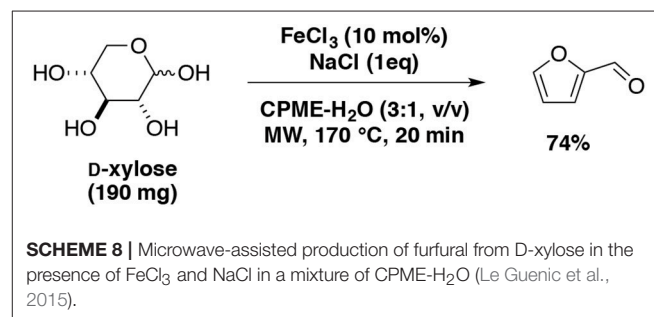 FeCl₃ (10 mol%)
NaCl (1eq)
CPME-H₂O (3:1, v/v)
MW, 170 °C, 20 min
O
HO
OH
HO
OH
D-xylose
(190 mg)
O
O
74%
SCHEME 8 | Microwave-assisted production of furfural from D-xylose in the
presence of FeCl₃ and NaCl in a mixture of CPME-H₂O (Le Guenic et al.,
2015).